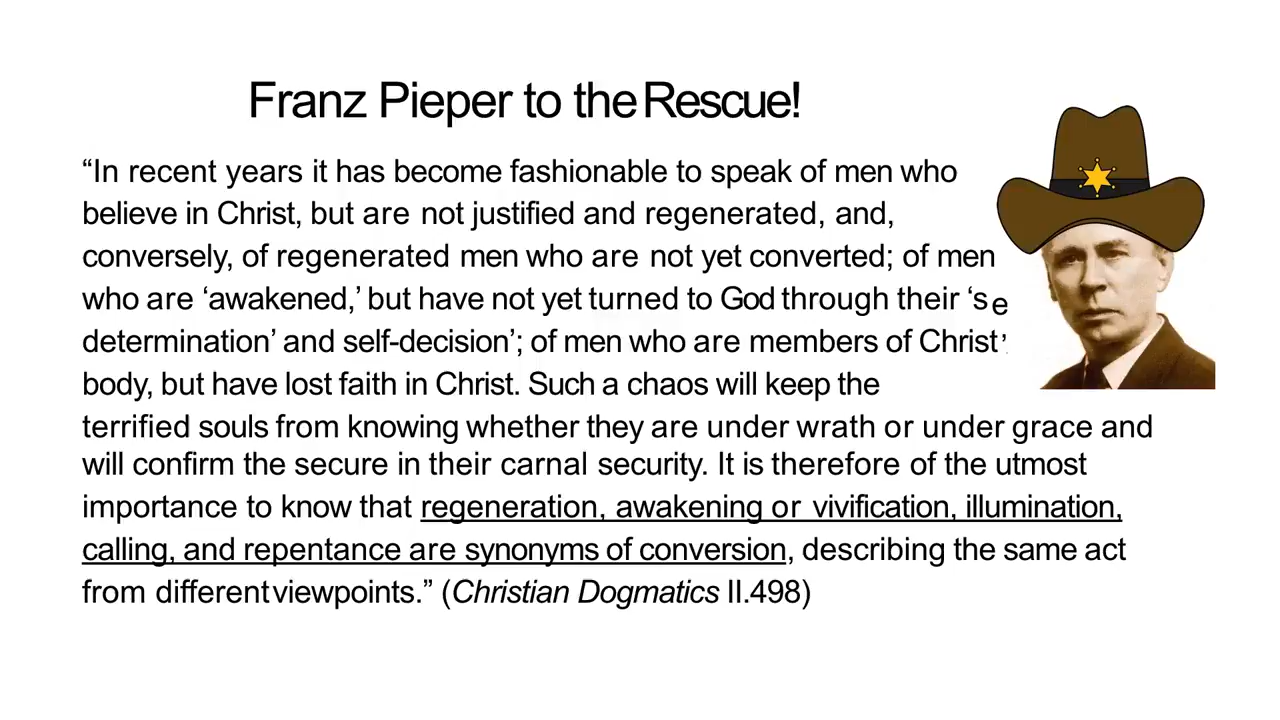 Franz Pieper to the Rescue!
“In recent years it has become fashionable to speak of men who
believe in Christ, but are not justified and regenerated, and,
conversely, of regenerated men who are not yet converted; of men
who are ‘awakened,’ but have not yet turned to God through their ‘se
determination’ and self-decision’; of men who are members of Christ’
body, but have lost faith in Christ. Such a chaos will keep the
terrified souls from knowing whether they are under wrath or under grace and
will confirm the secure in their carnal security. It is therefore of the utmost
importance to know that regeneration, awakening or vivification, illumination,
calling, and repentance are synonyms of conversion, describing the same act
from different viewpoints.” (Christian Dogmatics II.498)